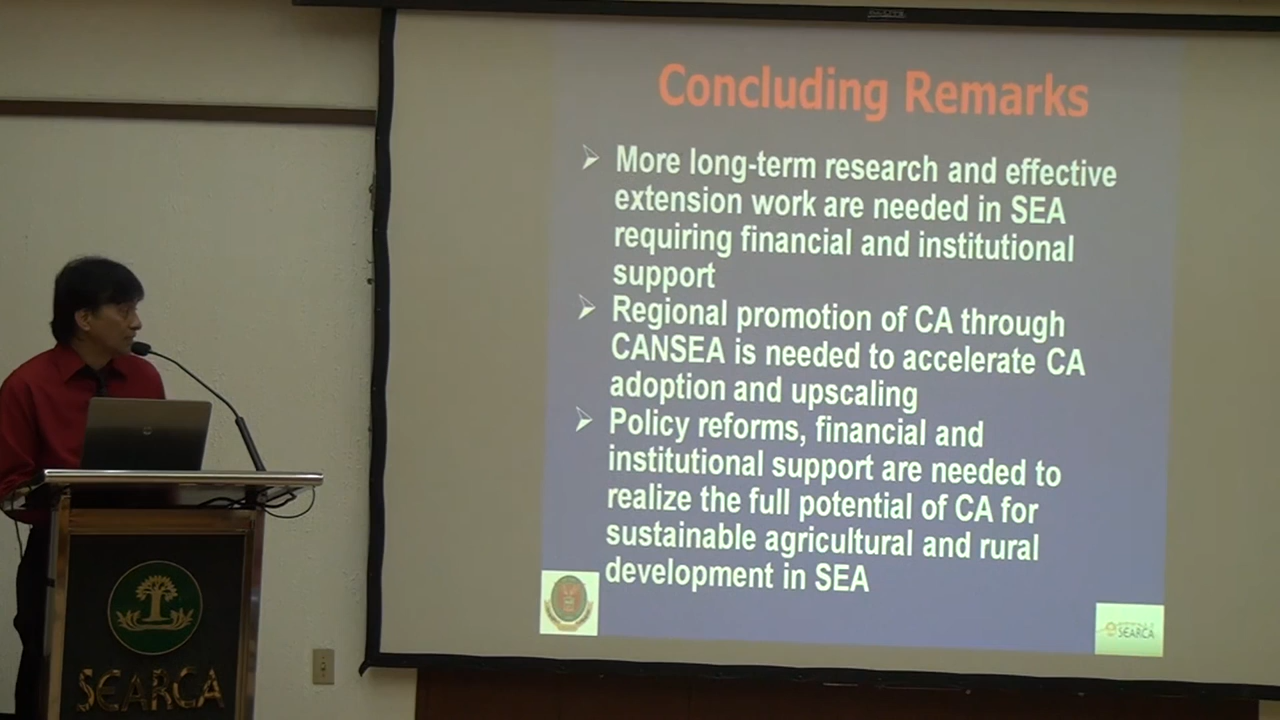 Concluding Remarks
More long-term research and effective
extension work are needed in SEA
requiring financial and institutional
support
Regional promotion of CA through
CANSEA is needed to accelerate CA
adoption and upscaling
Policy reforms, financial and
institutional support are needed to
realize the full potential of CA for
sustainable agricultural and rural
development in SEA
SEARCA
SEARCA